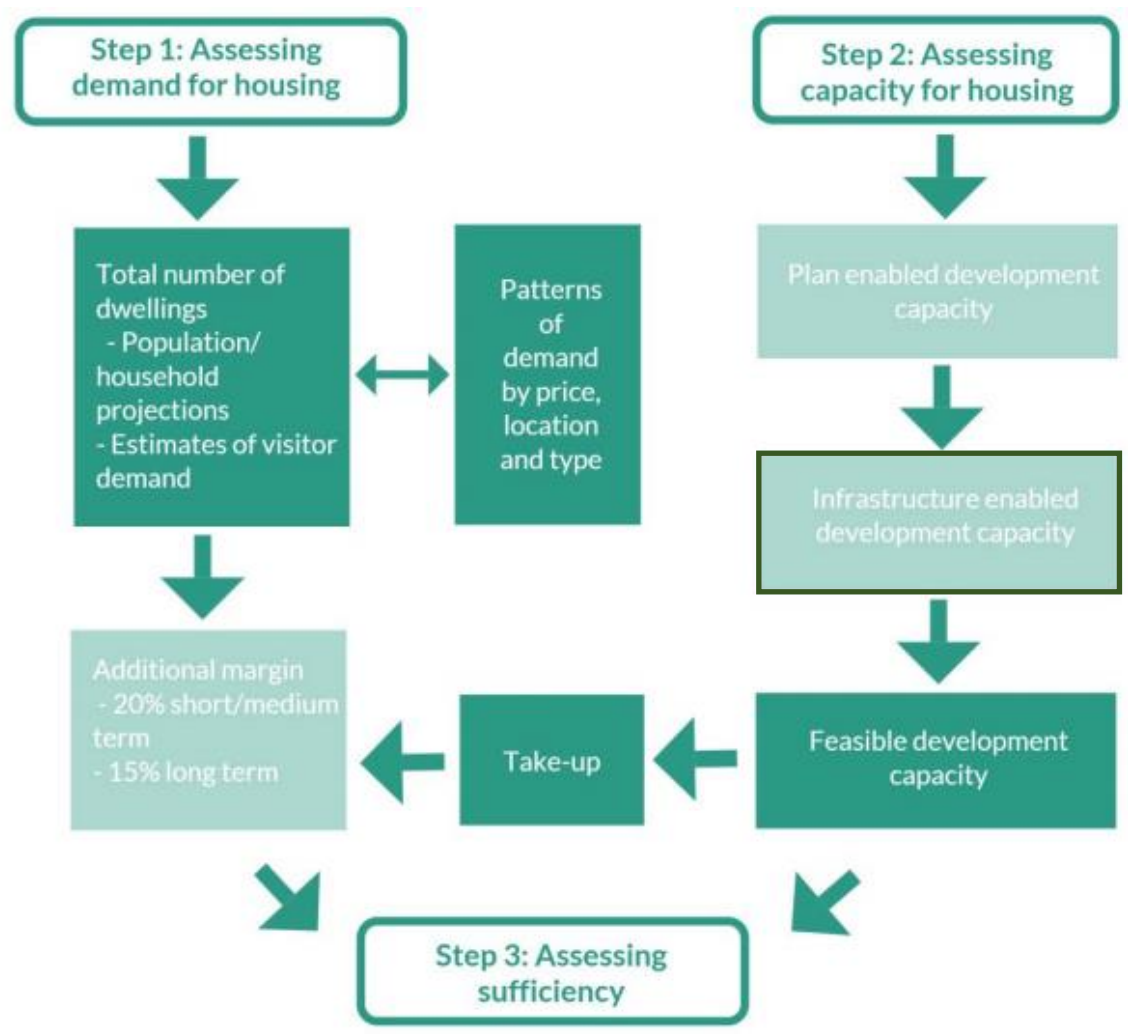 Step 1: Assessing
demand for housing
Step 2: Assessing
capacity for housing
Total number of
dwellings
- Population/
household
projections
- Estimates of visitor
demand
Patterns
of
demand
by price,
location
and type
Plan enabled development
capacity
Infrastructure enabled
development capacity
Additional margin
- 20% short/medium
term
- 15% long term
Take-up
Feasible development
capacity
Step 3: Assessing
sufficiency